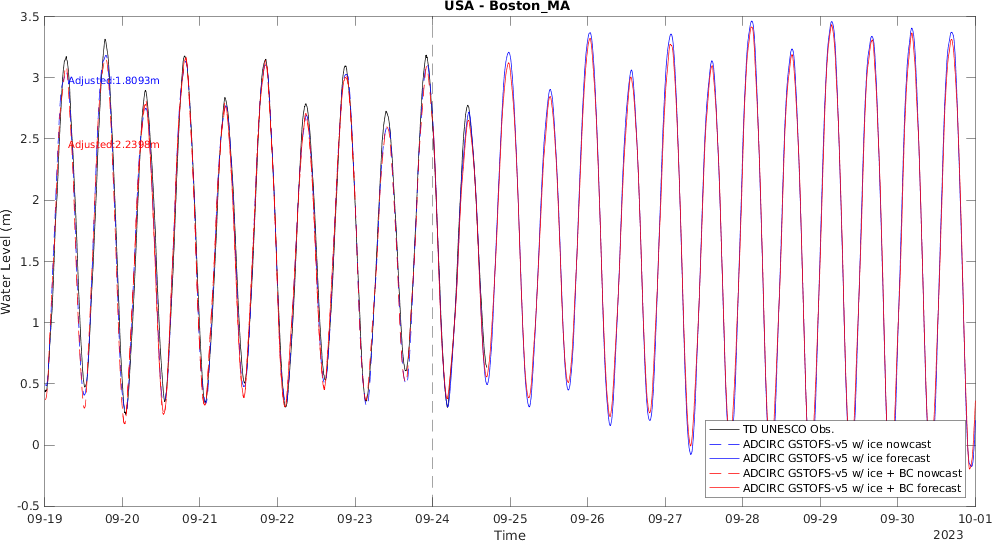 USA - Boston_MA
3.5
3
2.5
2
1.5
1
0.5
0
-0.5
Water Level (m)
Adjusted:1.8093m
Adjusted:2.2398m
TD UNESCO Obs.
ADCIRC GSTOFS-v5 w/ ice nowcast
ADCIRC GSTOFS-v5 w/ ice forecast
ADCIRC GSTOFS-v5 w/ ice + BC nowcast
ADCIRC GSTOFS-v5 w/ ice + BC forecast
09-19 09-20 09-21 09-22 09-23 09-24 09-25 09-26 09-27 09-28 09-29 09-30 10-01
Time
2023